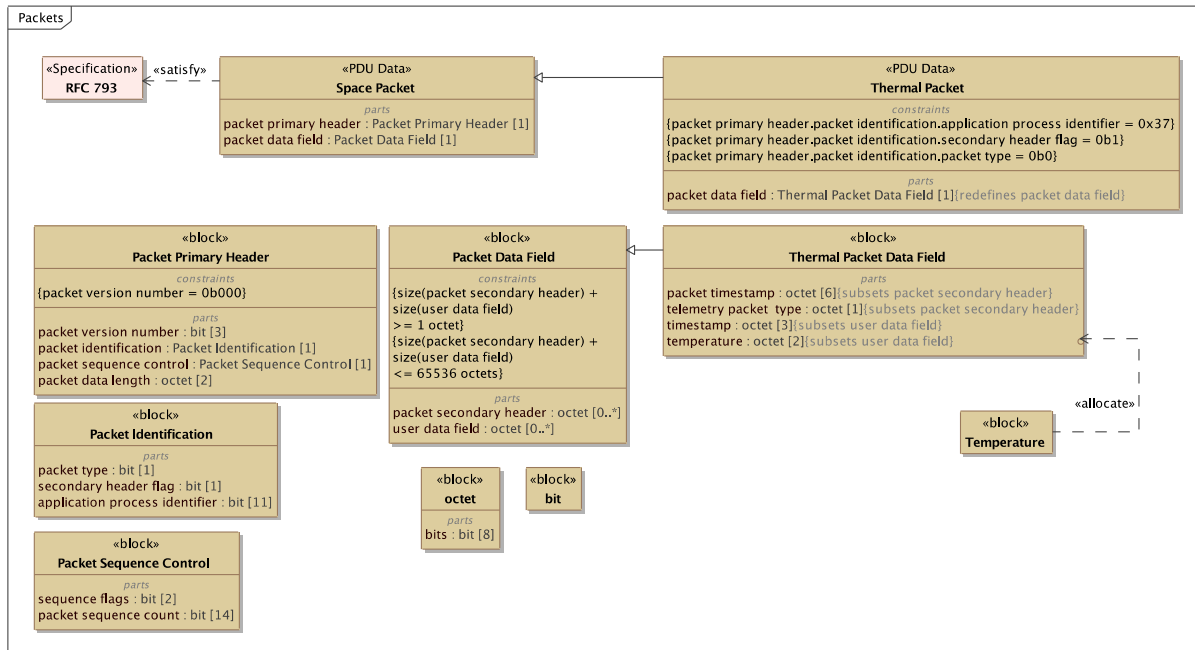 Packets
«Specification»
RFC 793
«satisfy»
«PDU Data»
Space Packet
parts
packet primary header : Packet Primary Header [1]
packet data field : Packet Data Field [1]
«PDU Data»
Thermal Packet
constraints
{packet primary header.packet identification.application process identifier = 0x37}
{packet primary header.packet identification.secondary header flag = 0b1}
{packet primary header.packet identification.packet type = 0b0}
parts
packet data field : Thermal Packet Data Field [1]{redefines packet data field}
«block»
Packet Primary Header
constraints
{packet version number = 0b000}
parts
packet version number : bit [3]
packet identification : Packet Identification [1]
packet sequence control : Packet Sequence Control [1]
packet data length : octet [2]
«block»
Packet Data Field
constraints
{size(packet secondary header) +
size(user data field)
>= 1 octet}
{size(packet secondary header) +
size(user data field)
<= 65536 octets}
parts
packet secondary header : octet [0..*]
user data field : octet [0..*]
«block»
Thermal Packet Data Field
parts
packet timestamp : octet [6]{subsets packet secondary header}
telemetry packet type : octet [1]{subsets packet secondary header}
timestamp : octet [3]{subsets user data field}
temperature : octet [2]{subsets user data field}
«allocate»
«block»
Temperature
«block»
Packet Identification
parts
packet type : bit [1]
secondary header flag : bit [1]
application process identifier : bit [11]
«block»
octet
parts
bits : bit [8]
«block»
bit
«block»
Packet Sequence Control
parts
sequence flags : bit [2]
packet sequence count : bit [14]